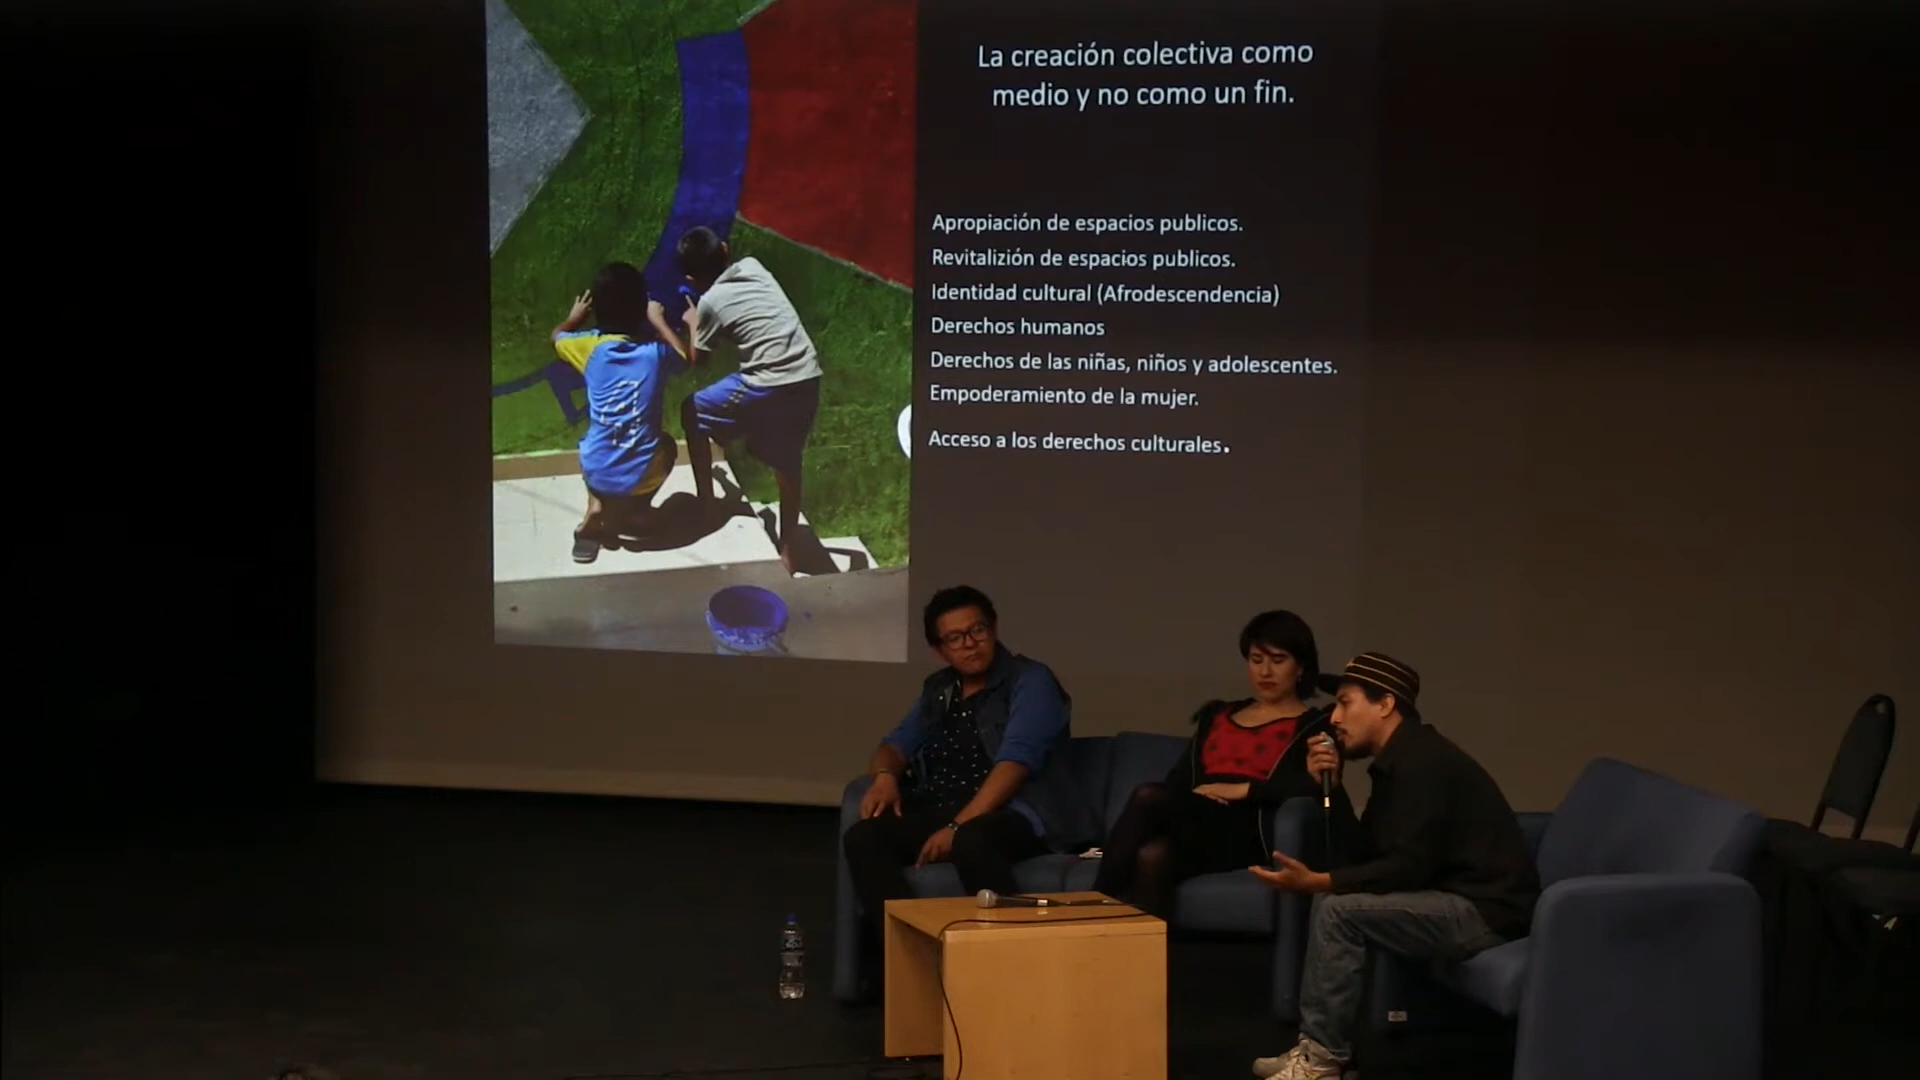 La creación colectiva como
medio y no como un fin.
Apropiación de espacios publicos.
Revitalizión de espacios publicos.
Identidad cultural (Afrodescendencia)
Derechos humanos
Derechos de las niñas, niños y adolescentes.
Empoderamiento de la mujer.
Acceso a los derechos culturales.